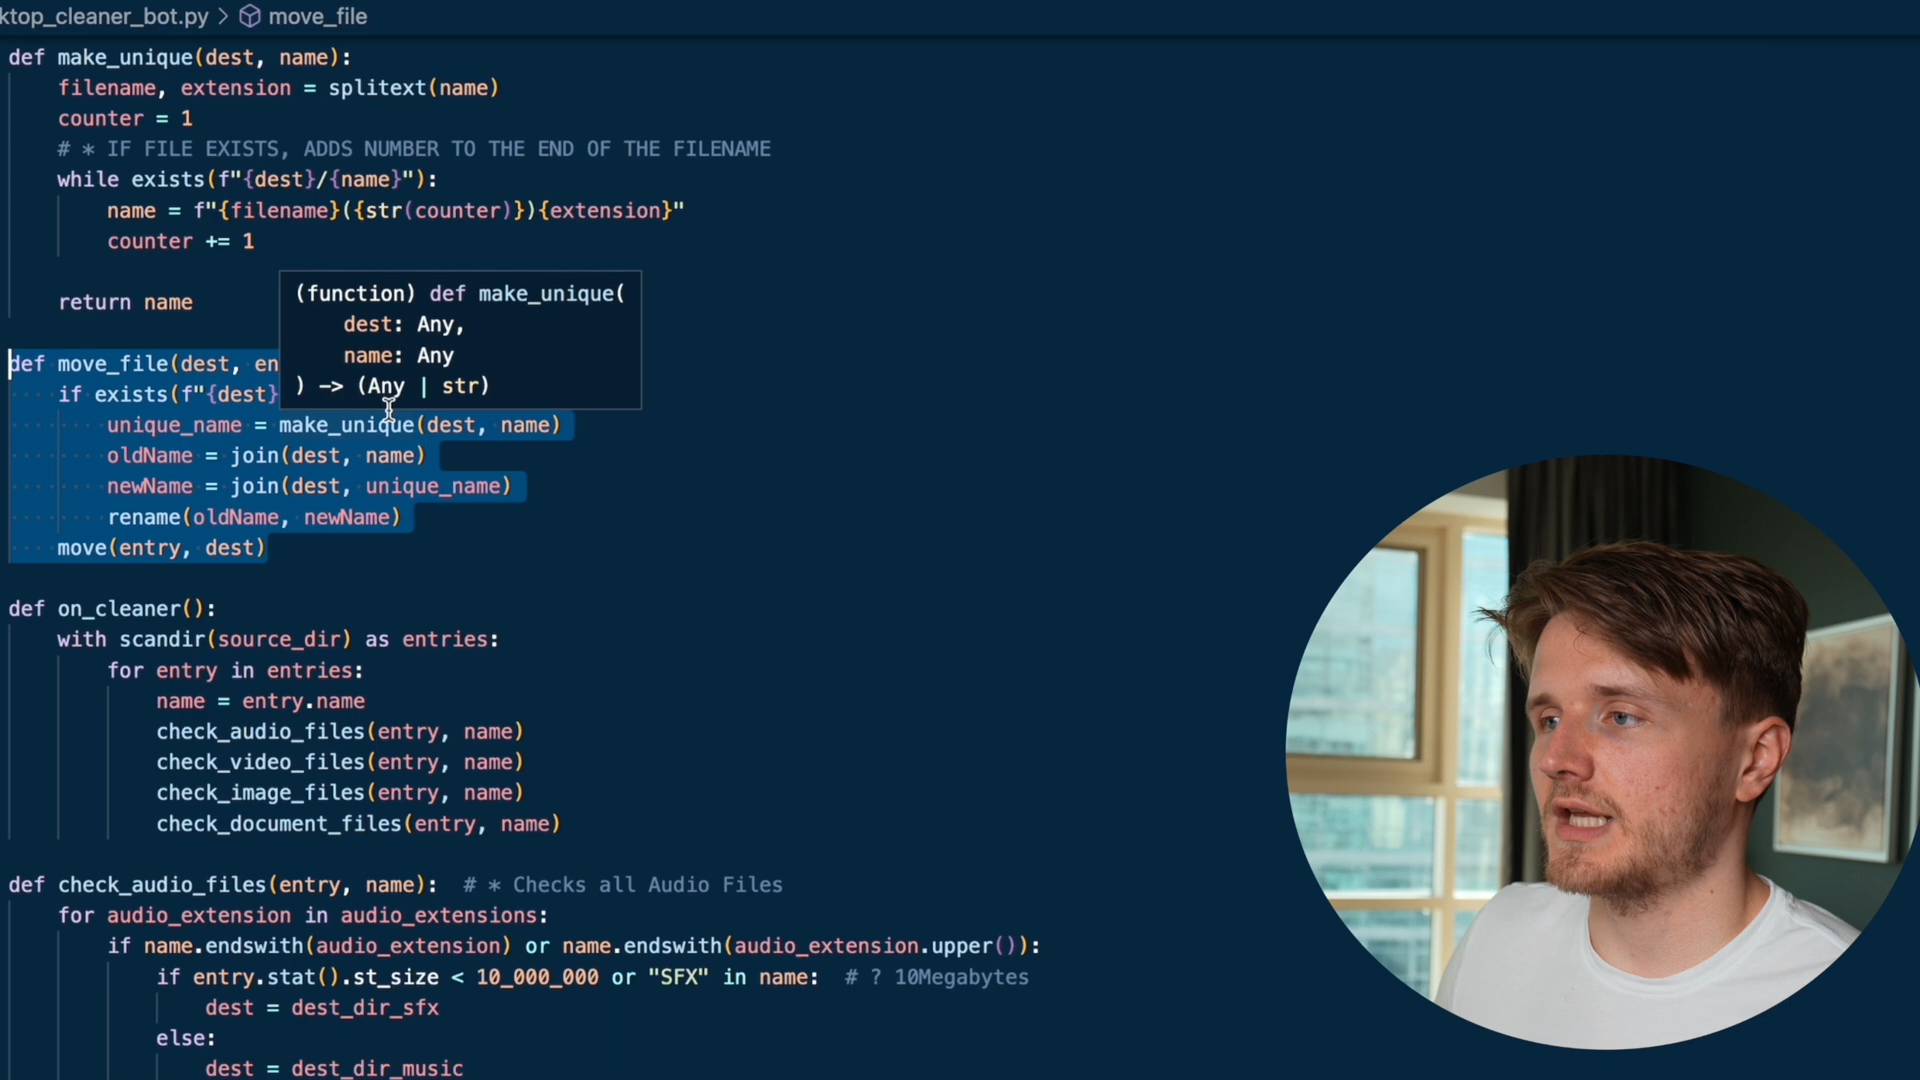 ktop_cleaner_bot.py > move_file
def make_unique(dest, name):
filename, extension = splitext(name)
counter = 1
# * IF FILE EXISTS, ADDS NUMBER TO THE END OF THE FILENAME
while exists(f"{dest}/{name}"):
name = f"{filename}({str(counter)}){extension}"
counter += 1
return name
(function) def make_unique(
dest: Any,
name: Any
) -> (Any | str)
def move_file(dest, en
if exists(f"{dest}
unique_name = make_unique(dest, name)
oldName = join(dest, name)
newName = join(dest, unique_name)
rename(oldName, newName)
move(entry, dest)
def on_cleaner():
with scandir(source_dir) as entries:
for entry in entries:
name = entry.name
check_audio_files(entry, name)
check_video_files(entry, name)
check_image_files(entry, name)
check_document_files(entry, name)
def check_audio_files(entry, name):  # * Checks all Audio Files
for audio_extension in audio_extensions:
if name.endswith(audio_extension) or name.endswith(audio_extension.upper()):
if entry.stat().st_size < 10_000_000 or "SFX" in name:  # ? 10Megabytes
dest = dest_dir_sfx
else:
dest = dest_dir_music